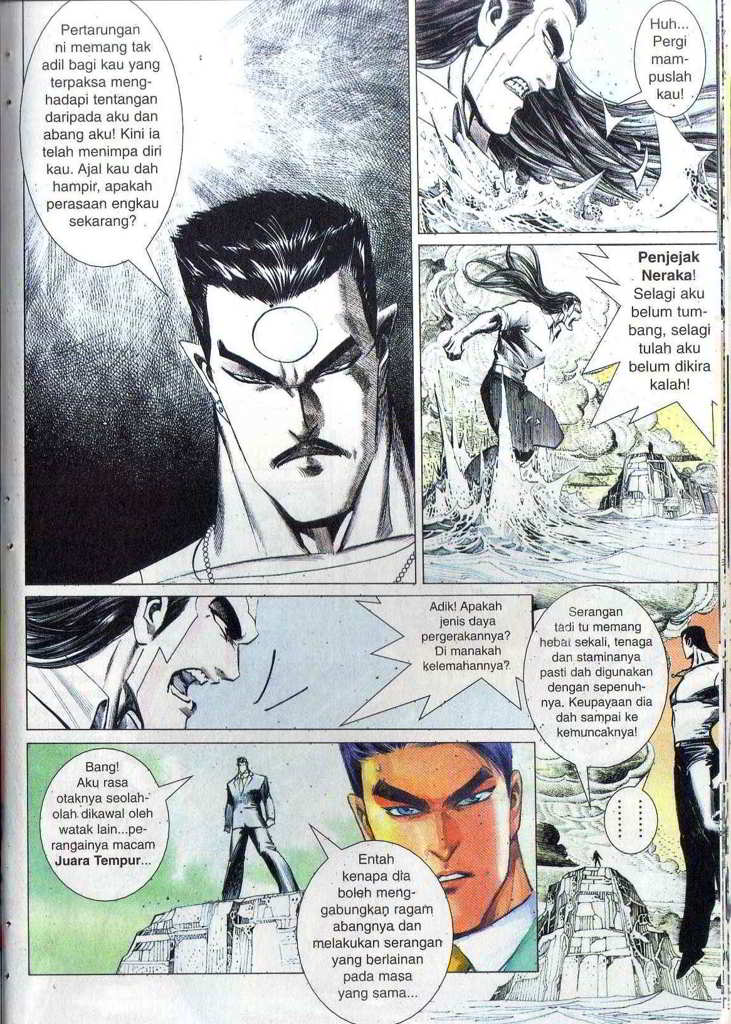 Pertarungan
ni memang tak
adil bagi kau yang
terpaksa meng-
hadapi tentangan
daripada aku dan
abang aku! Kini ia
telah menimpa diri
kau. Ajal kau dah
hampir, apakah
perasaan engkau
sekarang?
Huh...
Pergi
mam-
puslah
kau!
Penjejak
Neraka!
Selagi aku
belum tum-
bang, selagi
itulah aku
belum dikira
kalah!
Adik! Apakah
jenis daya
pergerakannya?
Di manakah
kelemahannya?
Serangan
tadi tu memang
hebat sekali, tenaga
dan staminanya
pasti dah digunakan
dengan sepenuh-
nya. Keupayaan dia
dah sampai ke
kemuncaknya!
Bang!
Aku rasa
otaknya seolah-
olah dikawal oleh
watak lain...pe-
rangainya macam
Juara Tempur...
Entah
kenapa dia
boleh meng-
gabungkan ragam
abangnya dan
melakukan serangan
yang berlainan
pada masa
yang sama...